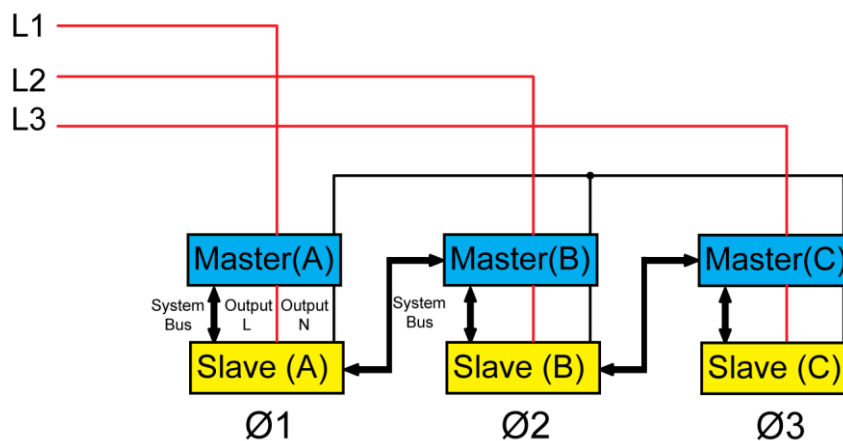 L1
L2
L3
Master(A)
Master(B)
Master(C)
System
Bus
Output
L
Output
N
System
Bus
Slave (A)
Slave (B)
Slave (C)
Ø1
Ø2
Ø3